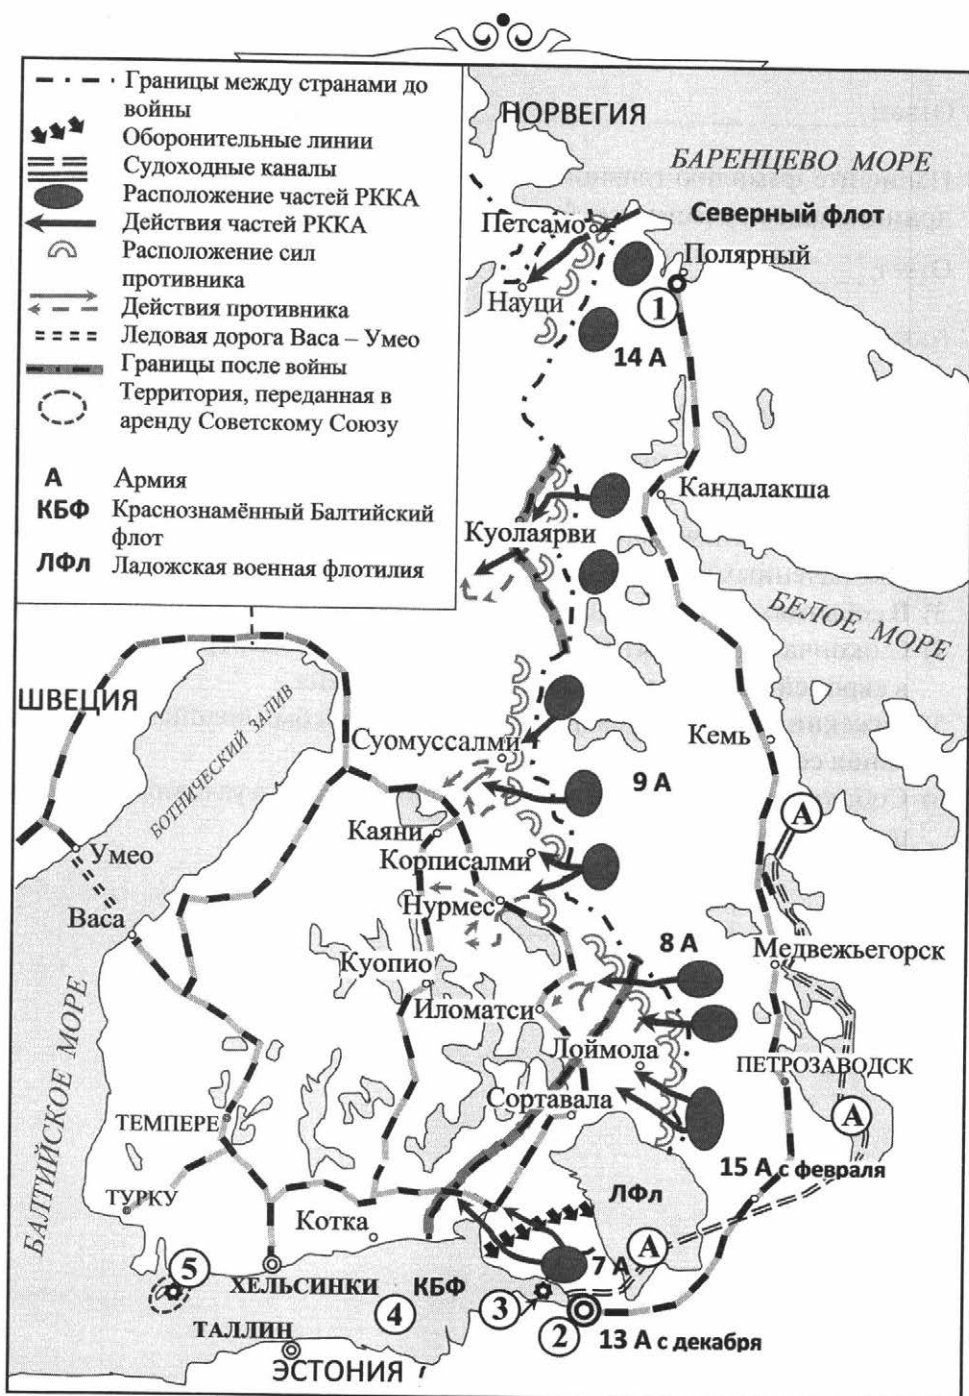 Границы между странами до
войны
Оборонительные линии
Судоходные каналы
Расположение частей РККА
Действия частей РККА
Расположение сил
противника
Действия противника
Ледовая дорога Васа – Умео
Границы после войны
Территория, переданная в
аренду Советскому Союзу
А Армия
КБФ Краснознамённый Балтийский
флот
ЛФл Ладожская военная флотилия
НОРВЕГИЯ
БАРЕНЦЕВО МОРЕ
Северный флот
Петсамо
Полярный
Науци
1
14 А
Кандалакша
Куолаярви
БЕЛОЕ МОРЕ
ШВЕЦИЯ
БОТНИЧЕСКИЙ ЗАЛИВ
Суомуссалми
Кемь
9 А
А
Каяни
Умео
Корписалми
Васа
Нурмес
8 А
Медвежьегорск
Куопио
Иломатси
Лоймола
ПЕТРОЗАВОДСК
БАЛТИЙСКОЕ МОРЕ
Сортавала
А
ТЕМПЕРЕ
15 А с февраля
ТУРКУ
ЛФл
Котка
А
7 А
5
ХЕЛЬСИНКИ
КБФ
4
3
2
13 А с декабря
ТАЛЛИН
ЭСТОНИЯ